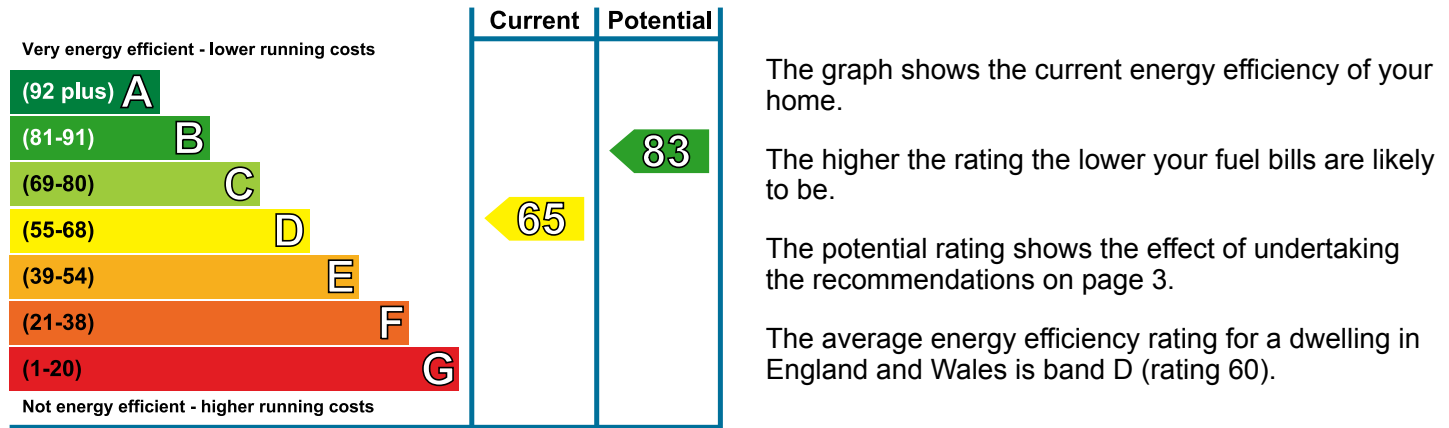 Current Potential
Very energy efficient - lower running costs
(92 plus) A
(81-91) B
(69-80) C
(55-68) D
(39-54) E
(21-38) F
(1-20) G
Not energy efficient - higher running costs
65
83
The graph shows the current energy efficiency of your
home.
The higher the rating the lower your fuel bills are likely
to be.
The potential rating shows the effect of undertaking
the recommendations on page 3.
The average energy efficiency rating for a dwelling in
England and Wales is band D (rating 60).